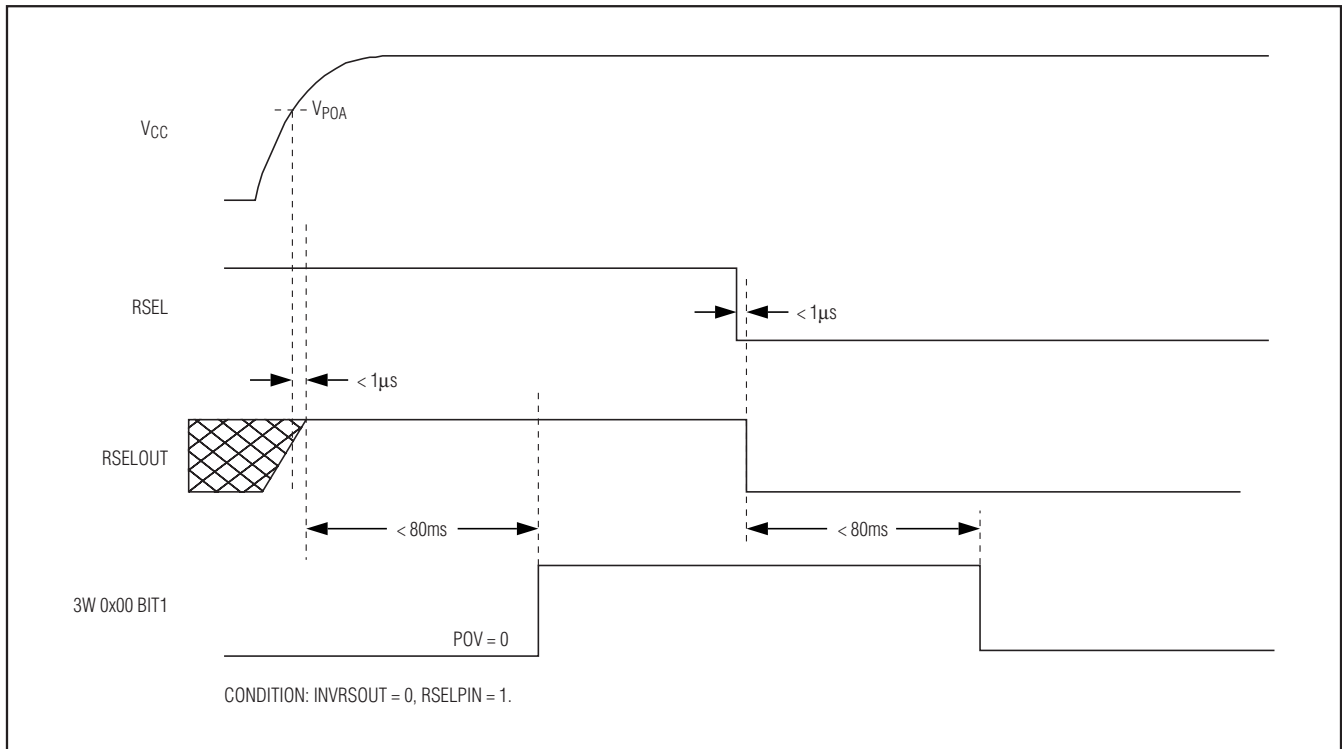 V_POA
V_CC
RSEL
< 1μs
< 1μs
RSELOUT
< 80ms
< 80ms
3W 0x00 BIT1
POV = 0
CONDITION: INVRSOUT = 0, RSELPIN = 1.